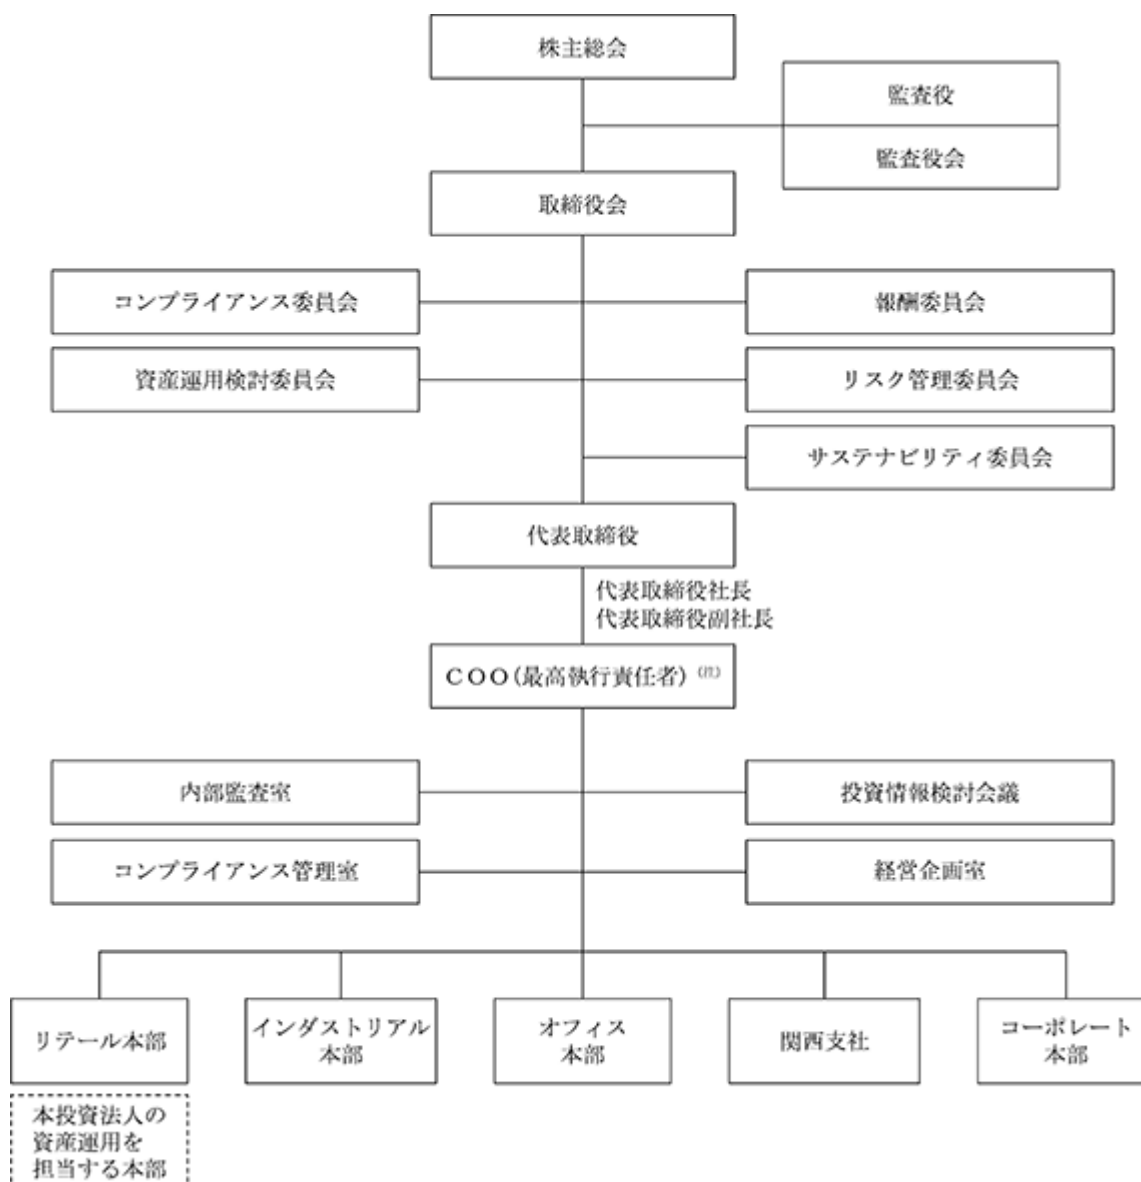 株主総会
監査役
監査役会
取締役会
コンプライアンス委員会
報酬委員会
資産運用検討委員会
リスク管理委員会
サステナビリティ委員会
代表取締役
代表取締役社長
代表取締役副社長
ＣＯＯ(最高執行責任者) (注)
内部監査室
投資情報検討会議
コンプライアンス管理室
経営企画室
リテール本部
インダストリアル
本部
オフィス
本部
関西支社
コーポレート
本部
本投資法人の
資産運用を
担当する本部